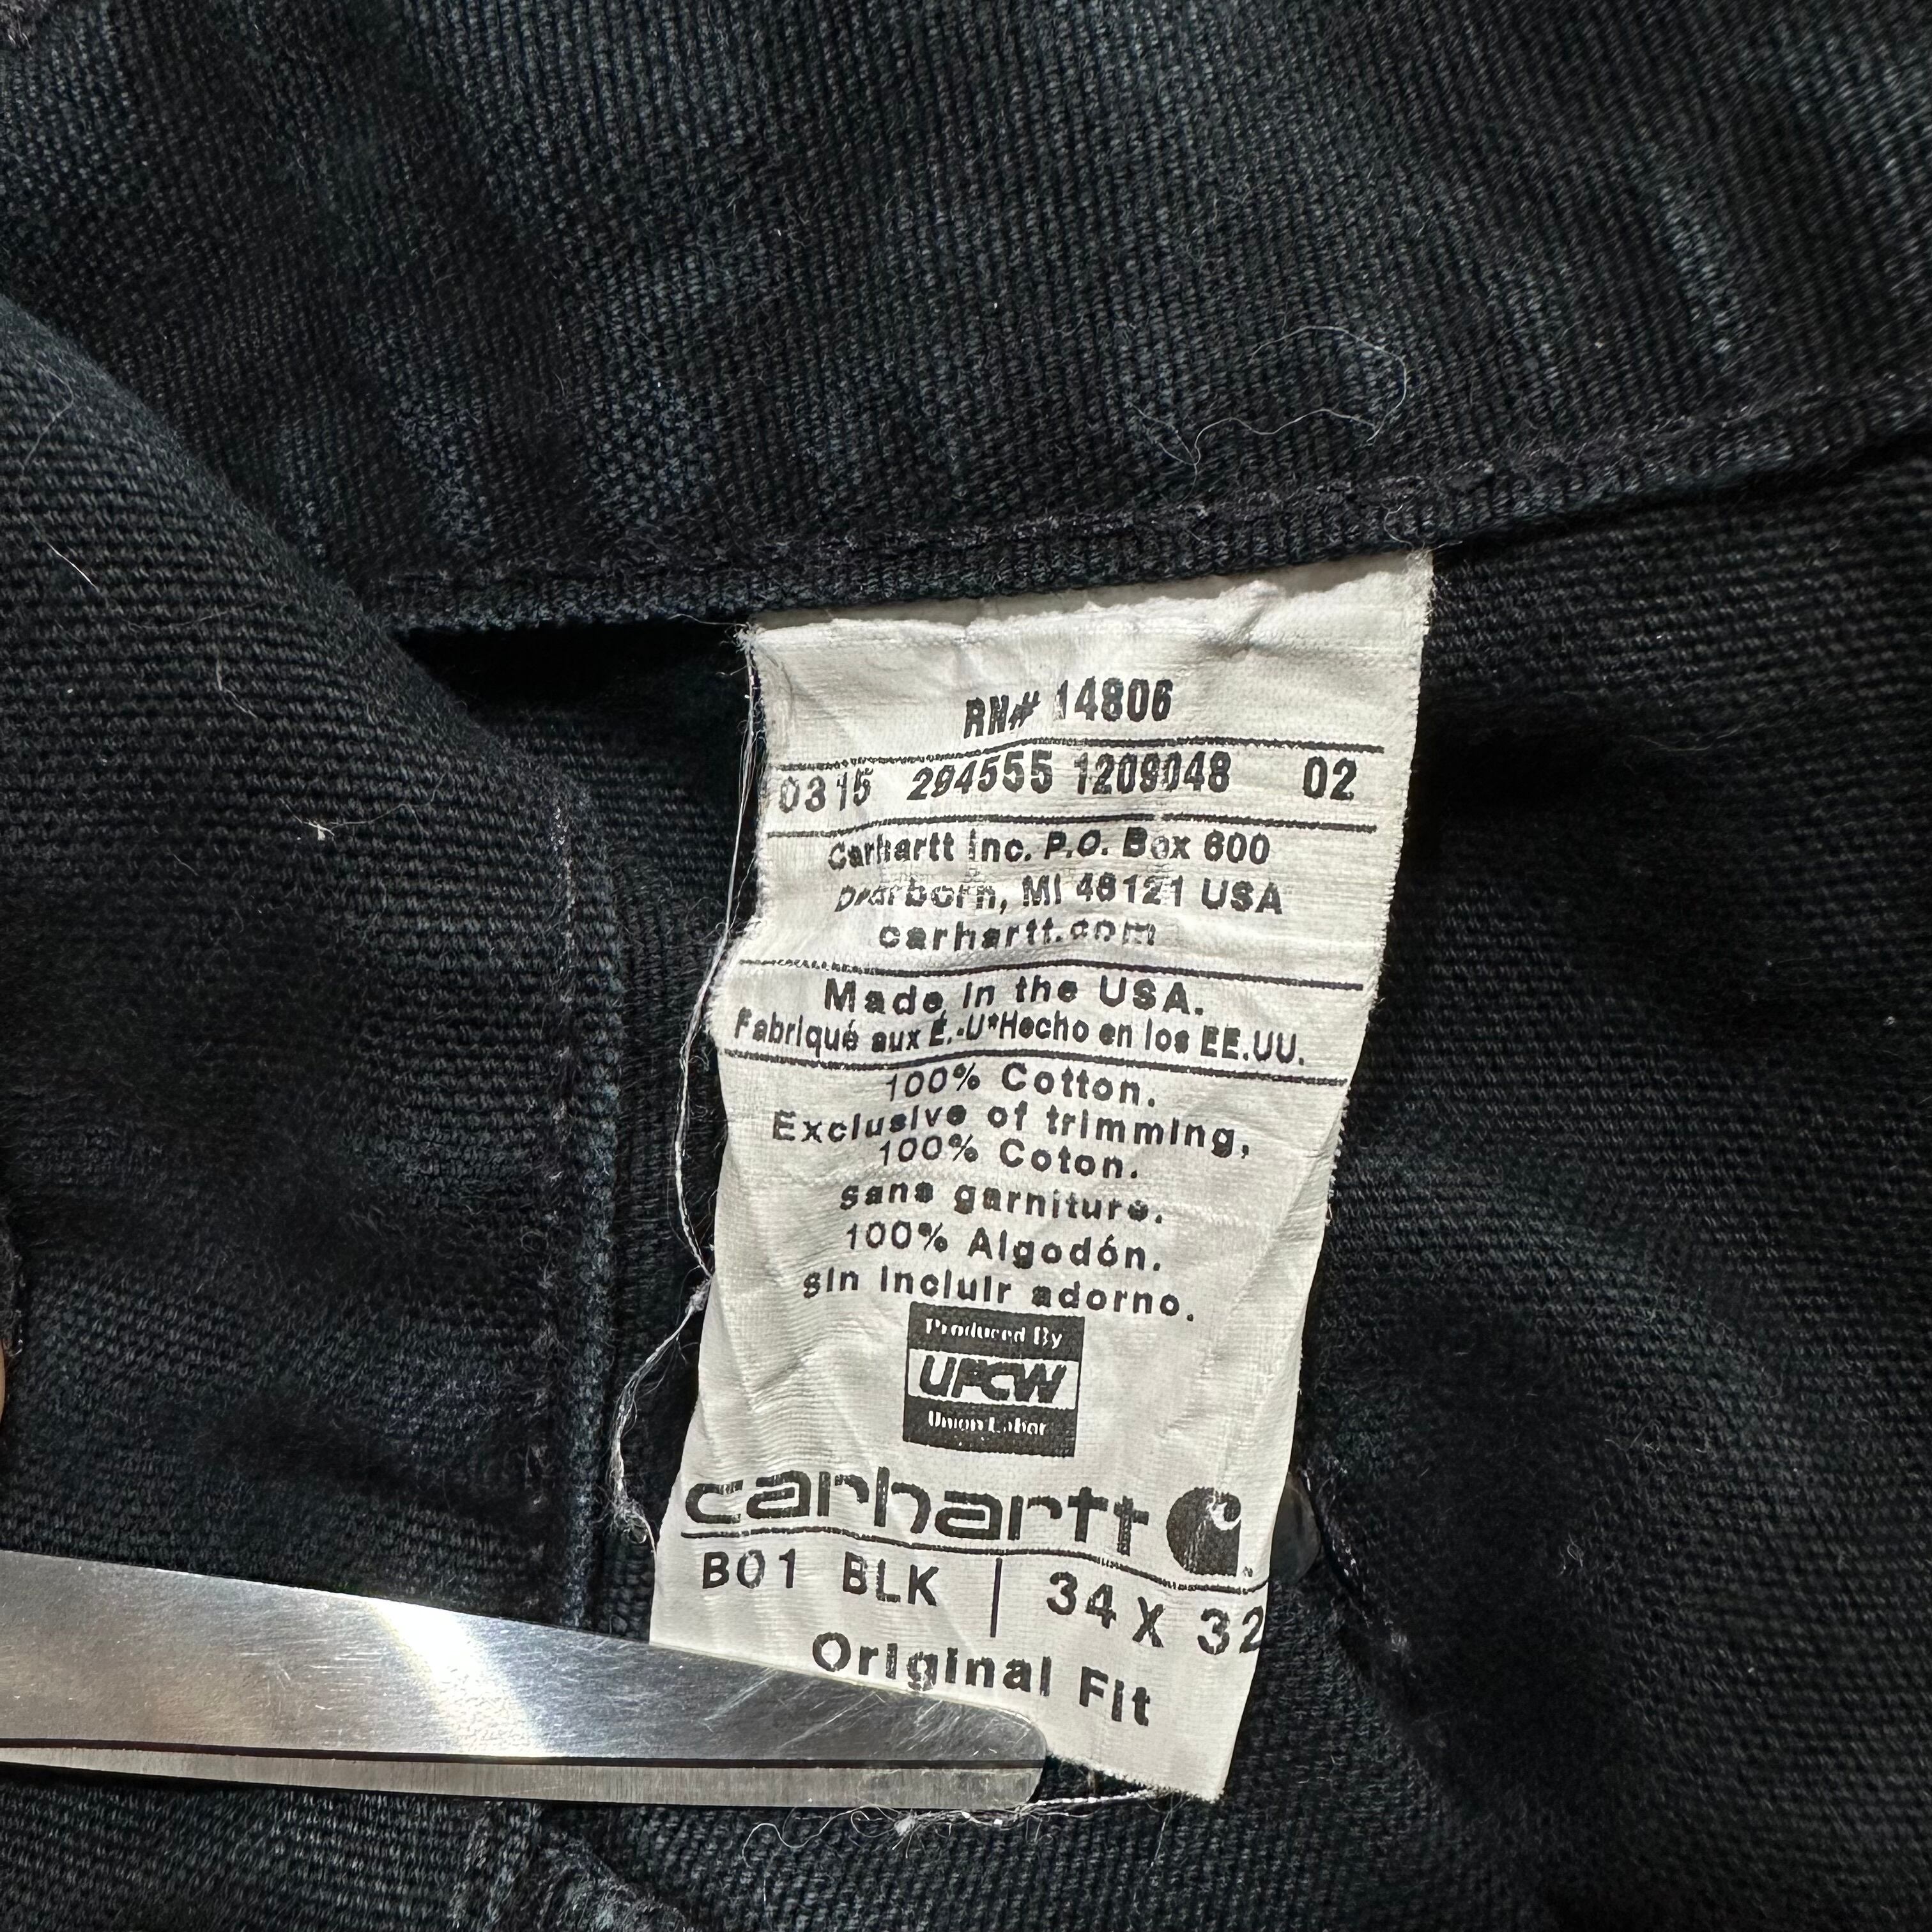 RN# 14806
0315 294555 1209048 02
Carhartt Inc. P.O. Box 600
Dearborn, MI 48121 USA
carhartt.com
Made in the USA.
Fabriqué aux É.-U*Hecho en los EE.UU.
100% Cotton.
Exclusive of trimming,
100% Coton.
sans garniture.
100% Algodón.
sin incluir adorno.
Produced By
UFCW
Union Labor
carhartt
B01 BLK | 34 X 32
Original Fit